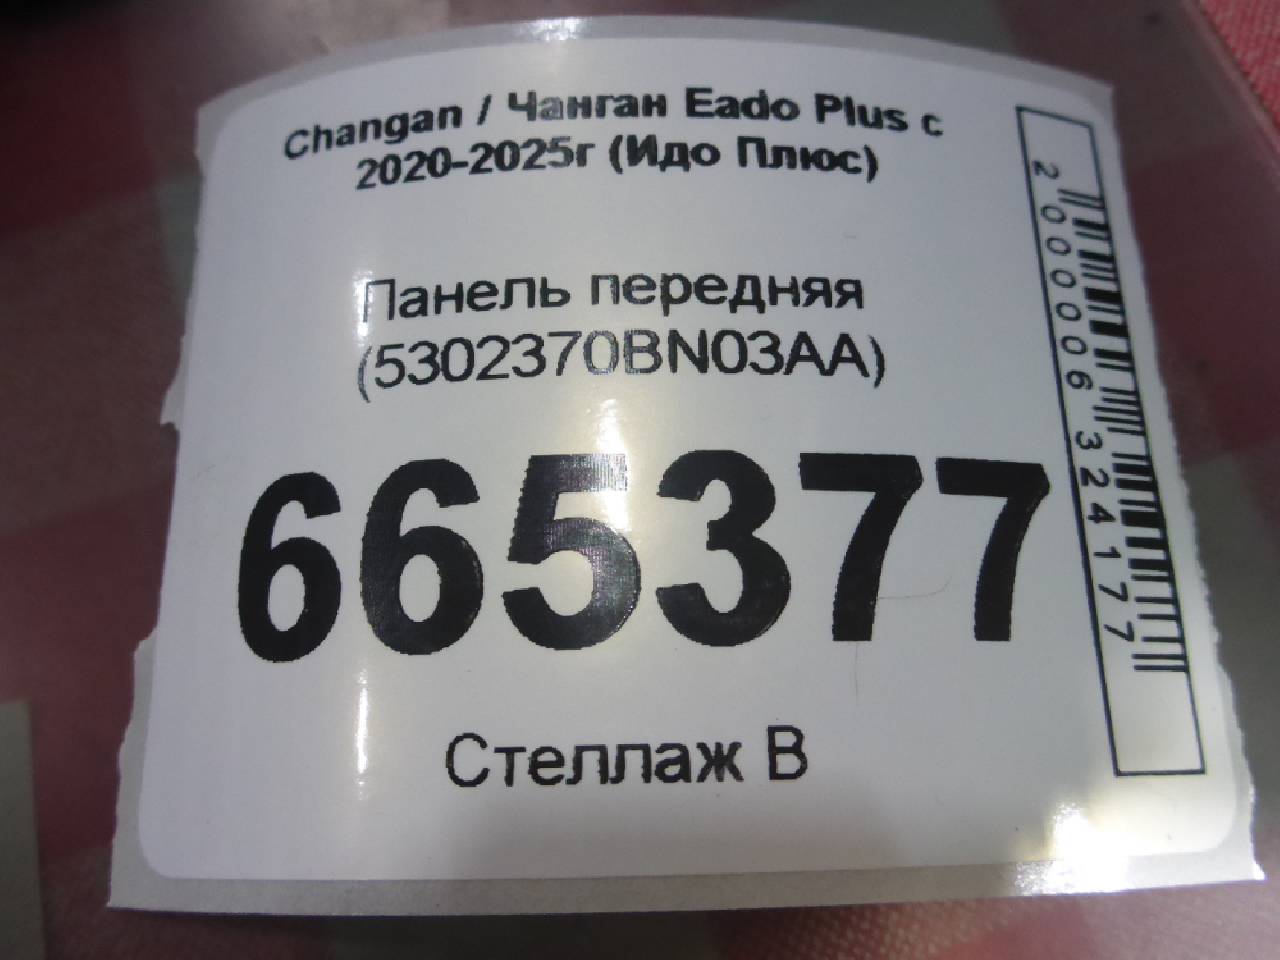 Changan / Чанган Eado Plus с
2020-2025г (Идо Плюс)
Панель передняя
(5302370BN03AA)
665377
Стеллаж В
2000006324177